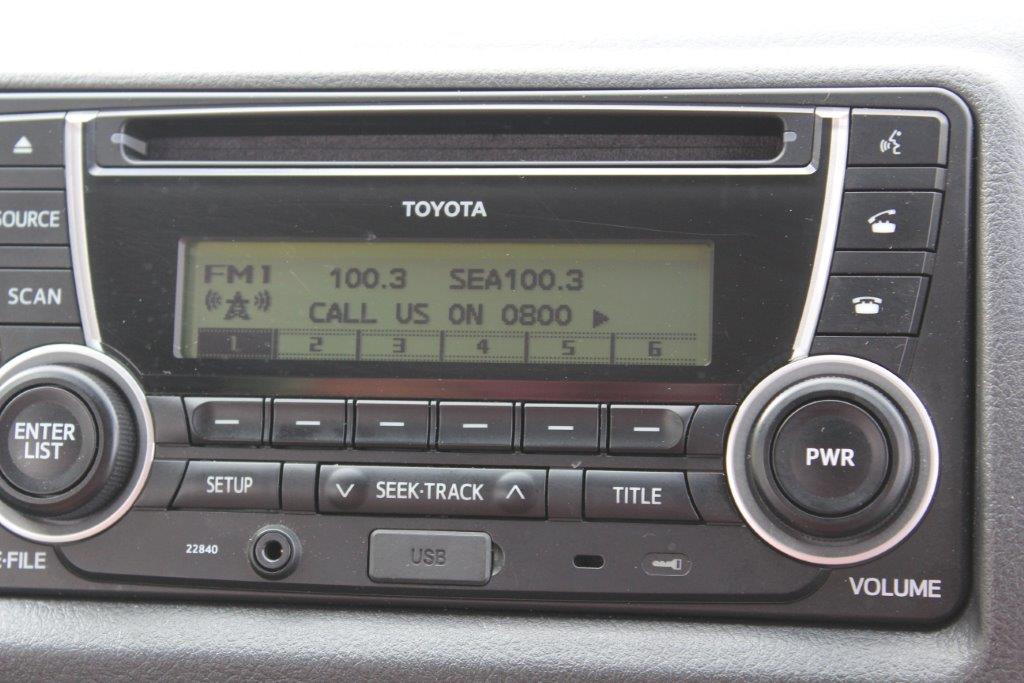 TOYOTA
SOURCE
FM1 100.3 SEA100.3
SCAN
CALL US ON 0800
1 2 3 4 5 6
ENTER
LIST
PWR
SETUP
SEEK·TRACK
TITLE
22840
USB
E·FILE
VOLUME